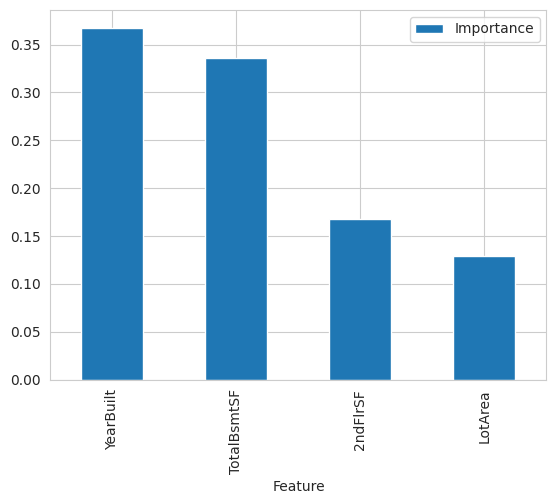 Importance
0.35
0.30
0.25
0.20
0.15
0.10
0.05
0.00
YearBuilt
TotalBsmtSF
2ndFlrSF
LotArea
Feature